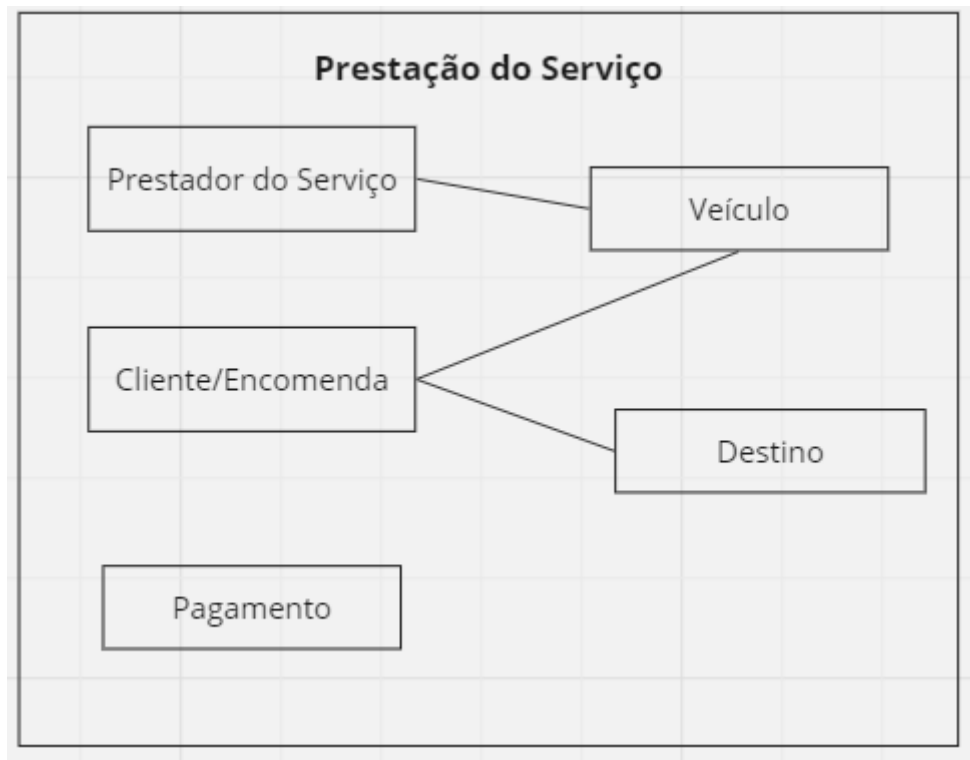 Prestação do Serviço
Prestador do Serviço
Veículo
Cliente/Encomenda
Destino
Pagamento